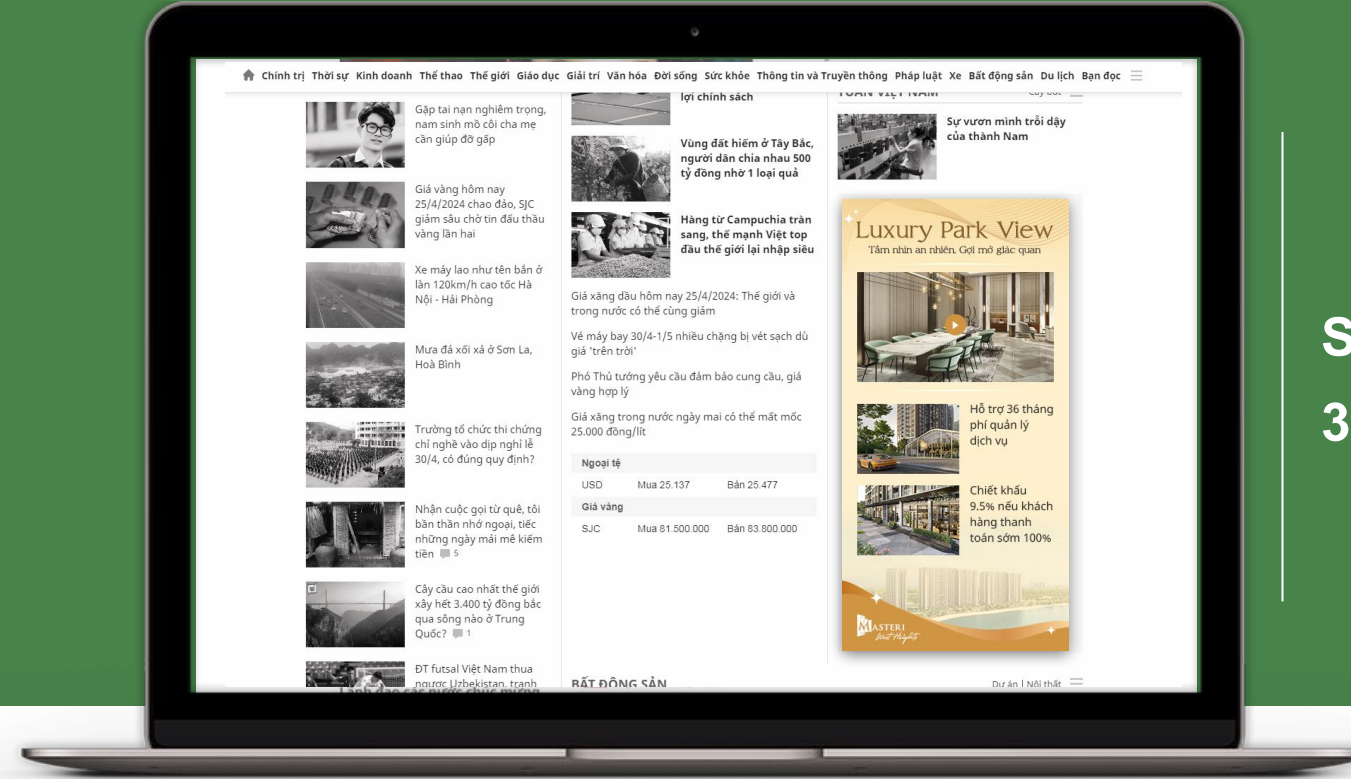 Chính trị Thời sự Kinh doanh Thể thao Thế giới Giáo dục Giải trí Văn hóa Đời sống Sức khỏe Thông tin và Truyền thông Pháp luật Xe Bất động sản Du lịch Bạn đọc
Gặp tai nạn nghiêm trọng,
nam sinh mồ côi cha mẹ
cần giúp đỡ gấp
Giá vàng hôm nay
25/4/2024 chao đảo, SJC
giảm sâu chờ tin đấu thầu
vàng lần hai
Xe máy lao như tên bắn ở
làn 120km/h cao tốc Hà
Nội - Hải Phòng
Mưa đá xối xả ở Sơn La,
Hoà Bình
Trường tổ chức thi chứng
chỉ nghề vào dịp nghỉ lễ
30/4, có đúng quy định?
Nhận cuộc gọi từ quê, tôi
bần thần nhớ ngoại, tiếc
những ngày mải mê kiếm
tiền 5
Cây cầu cao nhất thế giới
xây hết 3.400 tỷ đồng bắc
qua sông nào ở Trung
Quốc? 1
ĐT futsal Việt Nam thua
ngược Uzbekistan, tranh
Lãnh đạo các nước chúc mừng
lợi chính sách
Vùng đất hiếm ở Tây Bắc,
người dân chia nhau 500
tỷ đồng nhờ 1 loại quả
Hàng từ Campuchia tràn
sang, thế mạnh Việt top
đầu thế giới lại nhập siêu
Giá xăng dầu hôm nay 25/4/2024: Thế giới và
trong nước có thể cùng giảm
Vé máy bay 30/4-1/5 nhiều chặng bị vét sạch dù
giá 'trên trời'
Phó Thủ tướng yêu cầu đảm bảo cung cầu, giá
vàng hợp lý
Giá xăng trong nước ngày mai có thể mất mốc
25.000 đồng/lít
Ngoại tệ
USD Mua 25.137 Bán 25.477
Giá vàng
SJC Mua 81.500.000 Bán 83.800.000
BẤT ĐỘNG SẢN
Dự án | Nội thất
TUẦN VIỆT NAM
Sự vươn mình trỗi dậy
của thành Nam
Luxury Park View
Tầm nhìn an nhiên, Gợi mở giác quan
Hỗ trợ 36 tháng
phí quản lý
dịch vụ
Chiết khấu
9.5% nếu khách
hàng thanh
toán sớm 100%
MASTERI
West Heights
S
3